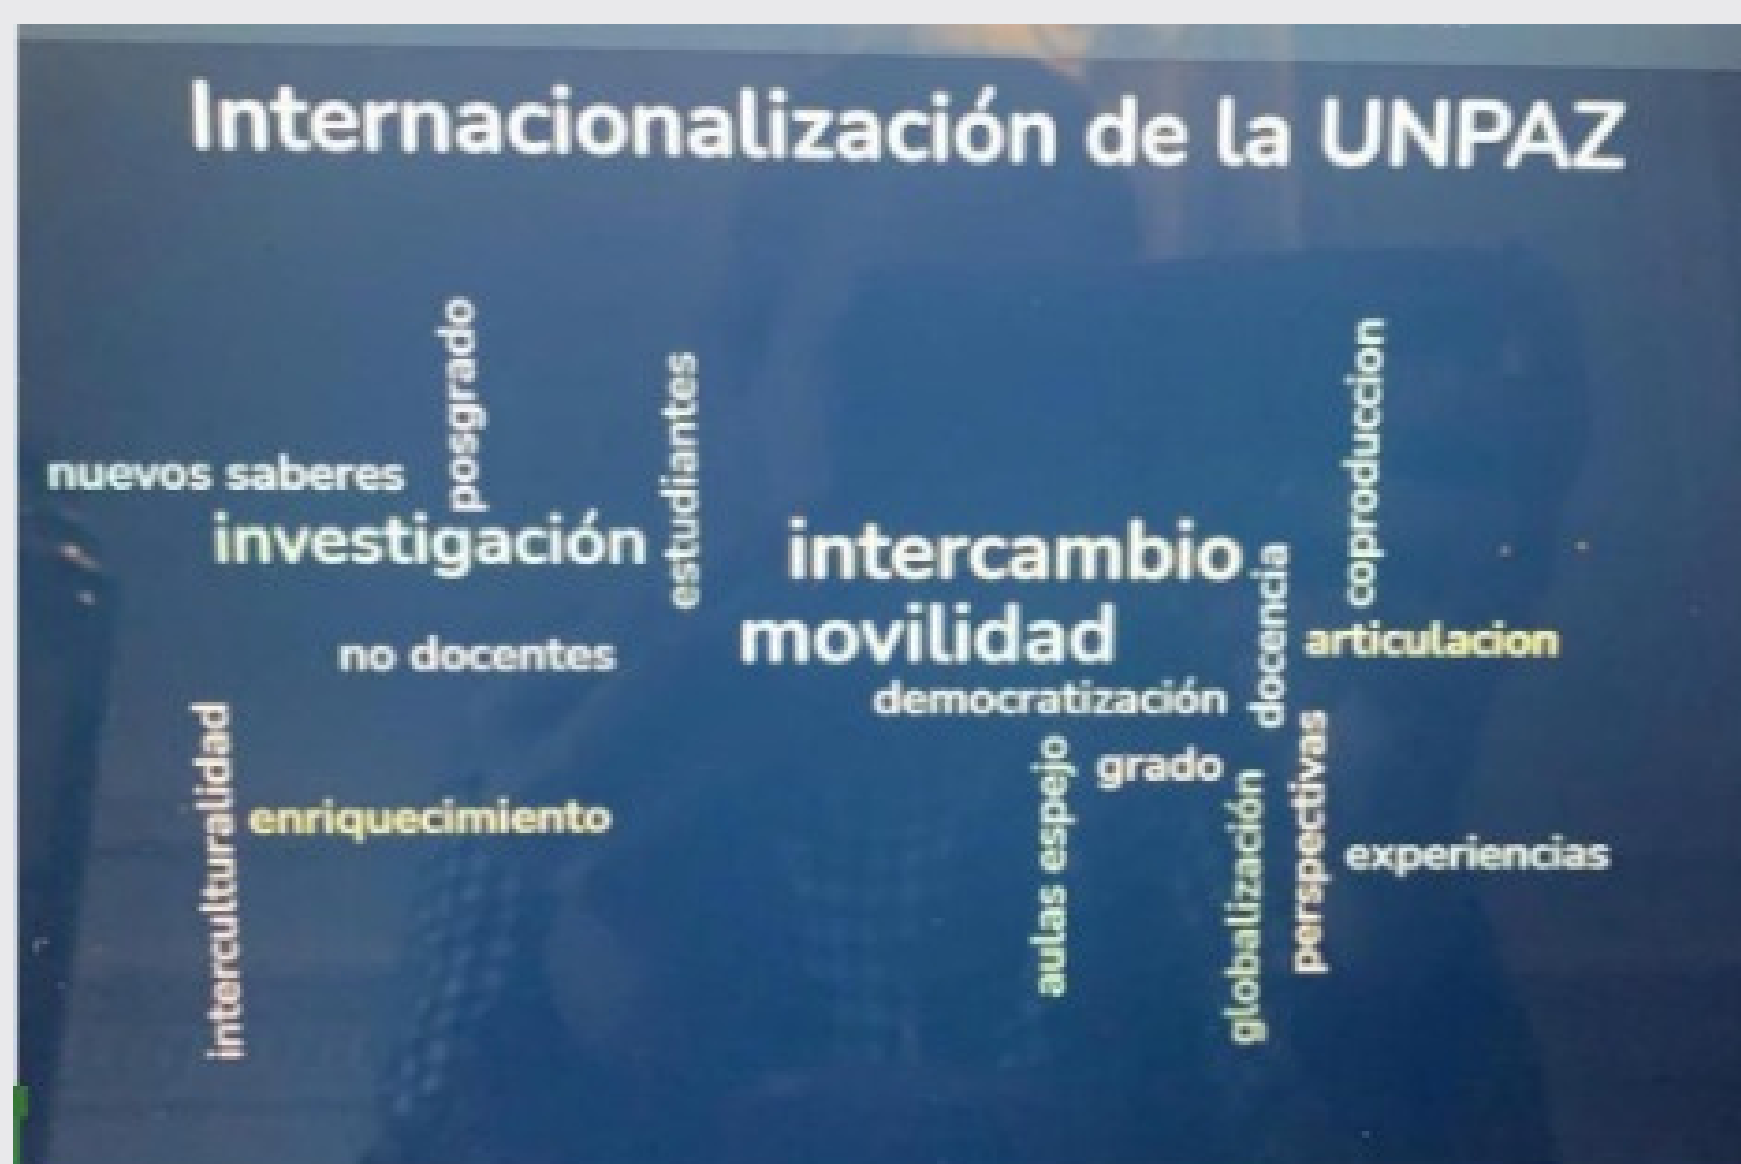 Internacionalización de la UNPAZ
posgrado
estudiantes
nuevos saberes
investigación
no docentes
interculturalidad
enriquecimiento
coproduccion
intercambio
docencia
movilidad
articulacion
democratización
grado
aulas espejo
globalización
perspectivas
experiencias